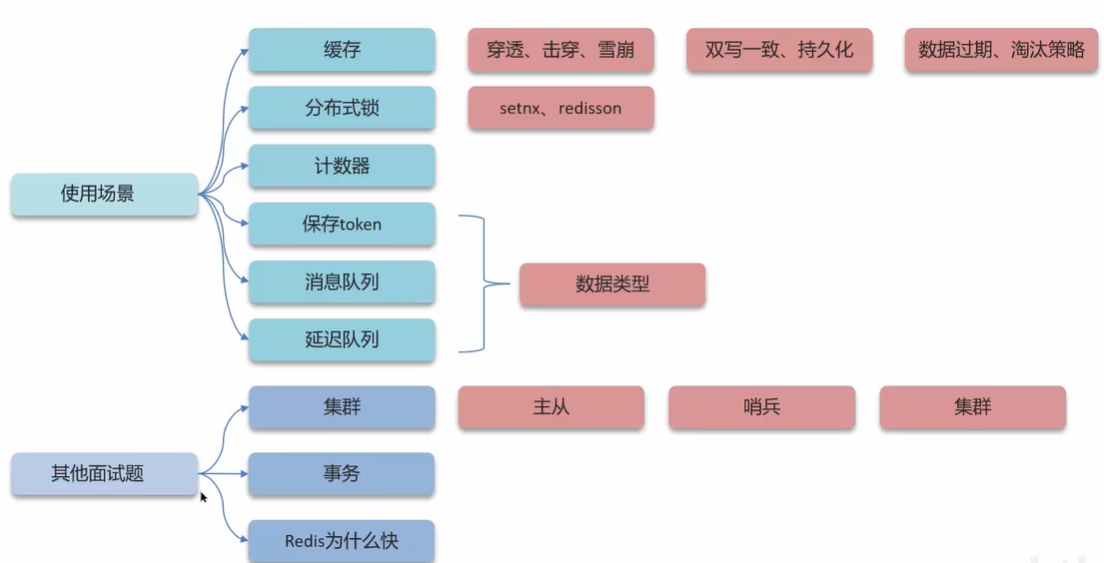 缓存
穿透、击穿、雪崩
双写一致、持久化
数据过期、淘汰策略
分布式锁
setnx、redisson
计数器
使用场景
保存token
消息队列
数据类型
延迟队列
集群
主从
哨兵
集群
其他面试题
事务
Redis为什么快